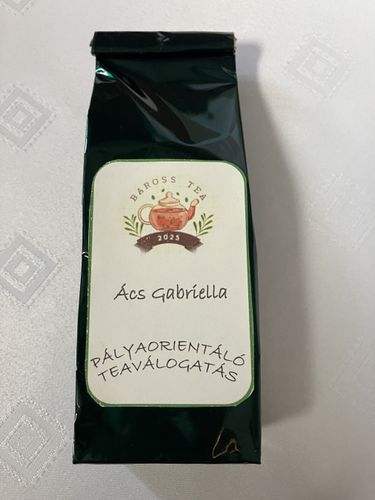 BAROSS TEA
2025
Ács Gabriella
PÁLYAORIENTÁLÓ
TEAVÁLOGATÁS